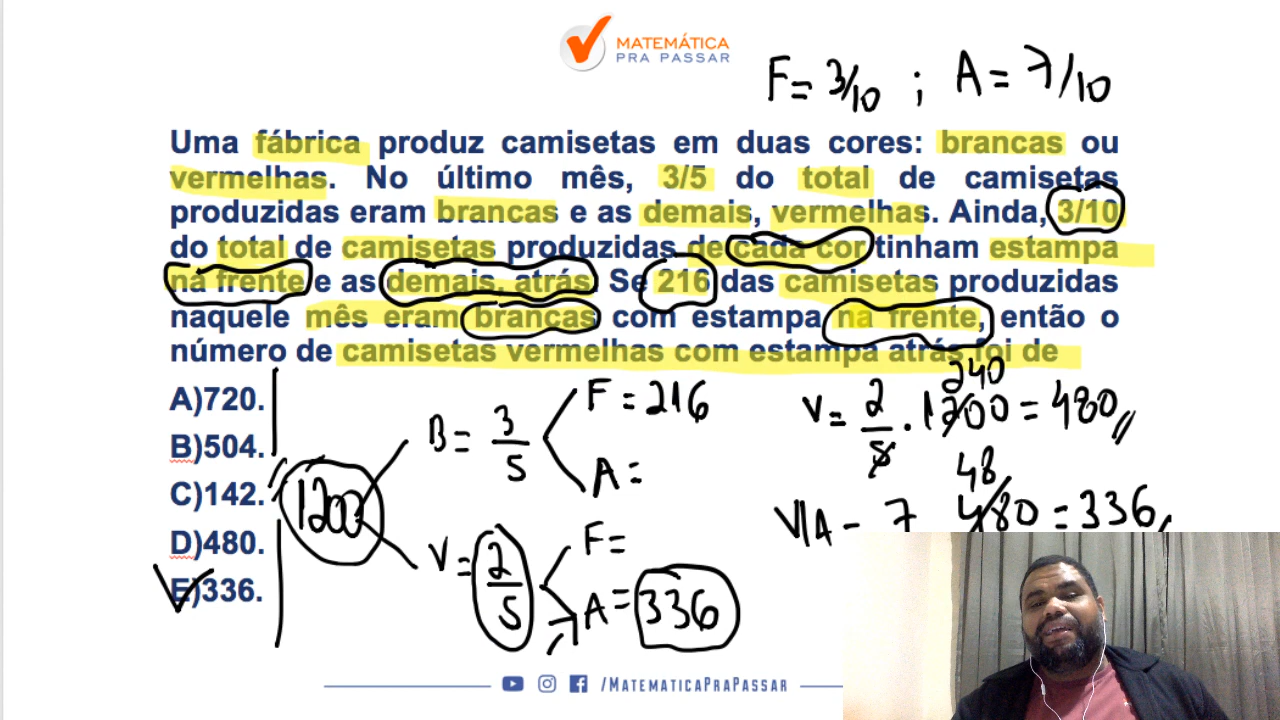 MATEMÁTICA
PRA PASSAR
F = 3/10 ; A = 7/10
Uma fábrica produz camisetas em duas cores: brancas ou
vermelhas. No último mês, 3/5 do total de camisetas
produzidas eram brancas e as demais, vermelhas. Ainda, 3/10
do total de camisetas produzidas de cada cor tinham estampa
na frente e as demais, atrás. Se 216 das camisetas produzidas
naquele mês eram brancas com estampa na frente, então o
número de camisetas vermelhas com estampa atrás foi de
A)720.
B)504.
C)142.
D)480.
E)336.
1200
B = 3/5
F = 216
A =
V = 2/5
F =
A = 336
240
V = 2/5 . 1200 = 480
48
V/A - 7 480 = 336
/MATEMATICAPRAPASSAR